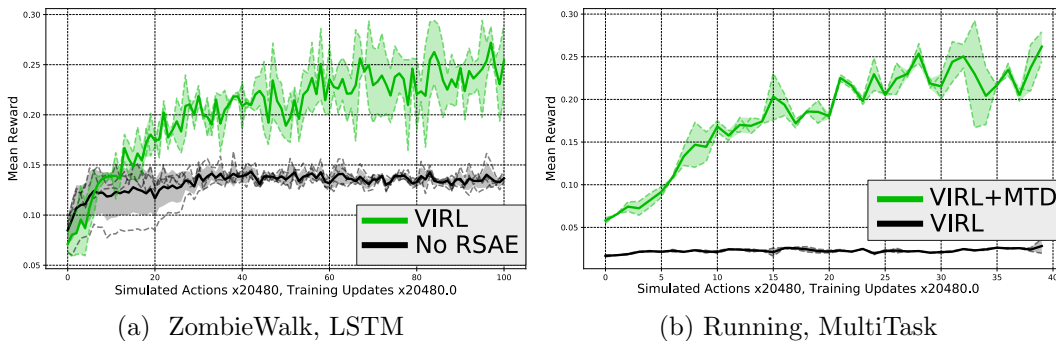 0.30
0.25
0.20
0.15
0.10
0.05
Mean Reward
VIRL
No RSAE
0 20 40 60 80 100
Simulated Actions x20480, Training Updates x20480.0
(a) ZombieWalk, LSTM
0.30
0.25
0.20
0.15
0.10
0.05
Mean Reward
VIRL+MTD
VIRL
0 5 10 15 20 25 30 35 40
Simulated Actions x20480, Training Updates x20480.0
(b) Running, MultiTask